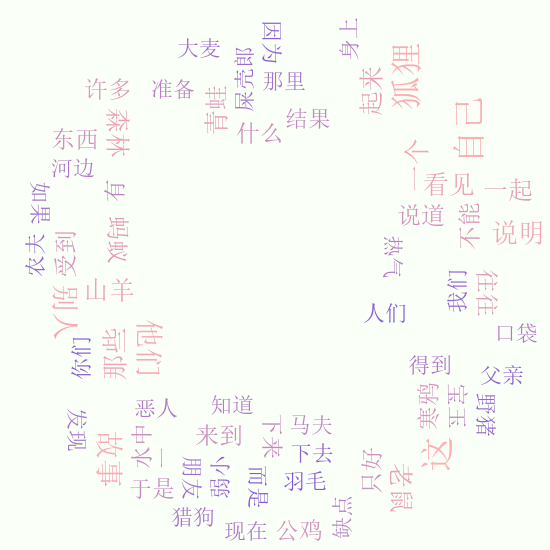 因为
身上
大麦
屎壳郎
那里
狐狸
起来
许多
准备
青蛙
结果
什么
森林
自己
东西
一个
河边
看见
一起
如果
与
说道
不能
说明
蚂蚁
农夫
受到
热气
山羊
我们
往往
别人
人们
口袋
他们
你们
得到
父亲
寒鸦
宝玉
野猪
恶人
知道
发现
故事
水中
来到
下来
马夫
这
一
下去
朋友
小弱
而是
羽毛
只好
老鼠
于是
猎狗
现在
公鸡
缺点